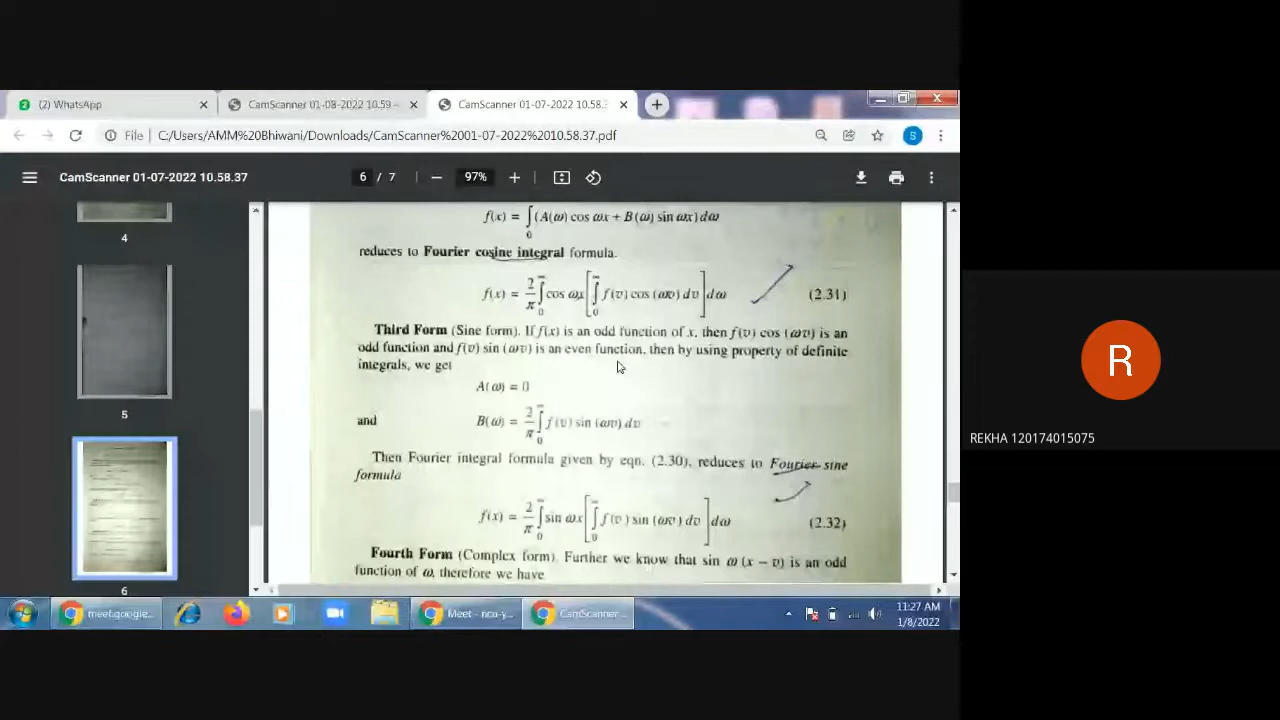 (2) WhatsApp
CamScanner 01-08-2022 10.59 –
CamScanner 01-07-2022 10.58.
File | C:/Users/AMM%20Bhiwani/Downloads/CamScanner%2001-07-2022%2010.58.37.pdf
S
CamScanner 01-07-2022 10.58.37
6 / 7
97%
4
5
6
f(x) = ∫₀ (A(ω) cos ωx + B(ω) sin ωx) dω
reduces to Fourier cosine integral formula.
f(x) = 2/π ∫₀^∞ cos ωx [ ∫₀^∞ f(v) cos (ωv) dv ] dω (2.31)
Third Form (Sine form). If f(x) is an odd function of x, then f(v) cos (ωv) is an
odd function and f(v) sin (ωv) is an even function, then by using property of definite
integrals, we get
A(ω) = 0
and B(ω) = 2/π ∫₀^∞ f(v) sin (ωv) dv
Then Fourier integral formula given by eqn. (2.30), reduces to Fourier sine
formula
f(x) = 2/π ∫₀^∞ sin ωx [ ∫₀^∞ f(v) sin (ωv) dv ] dω (2.32)
Fourth Form (Complex form). Further we know that sin ω (x – v) is an odd
function of ω, therefore we have
meet.google...
Meet - ncu-y...
CamScanner...
11:27 AM
1/8/2022
R
REKHA 120174015075